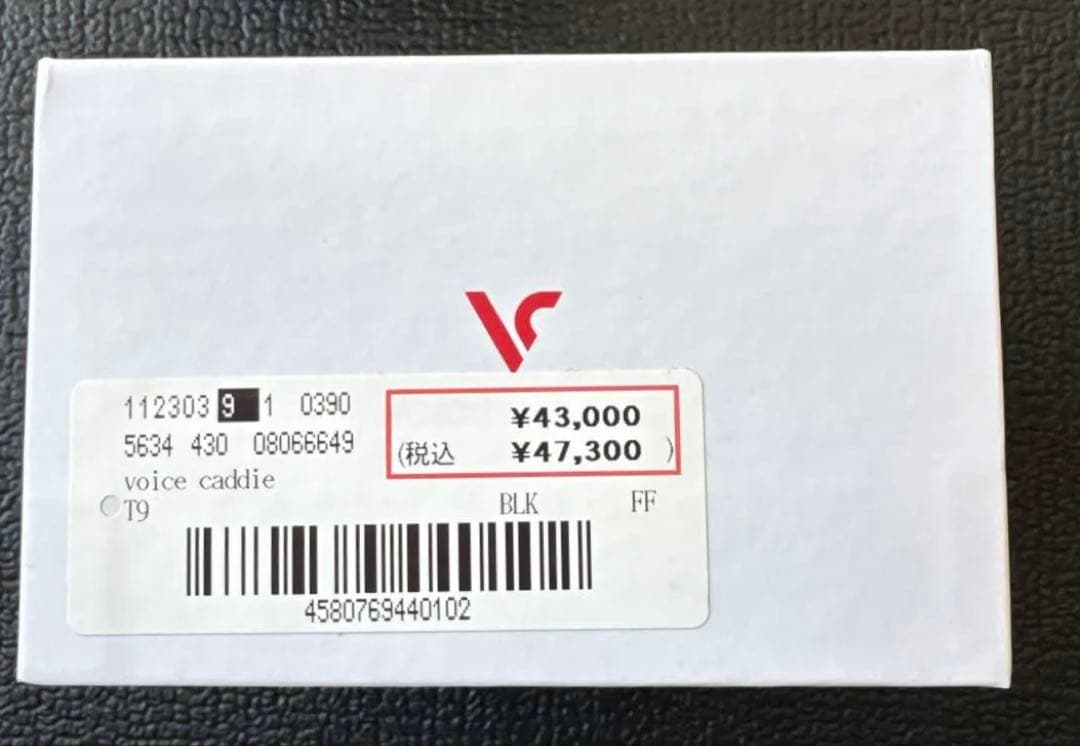 112303 9 1 0390
5634 430 08066649
¥43,000
(税込 ¥47,300 )
voice caddie
T9 BLK FF
4580769440102